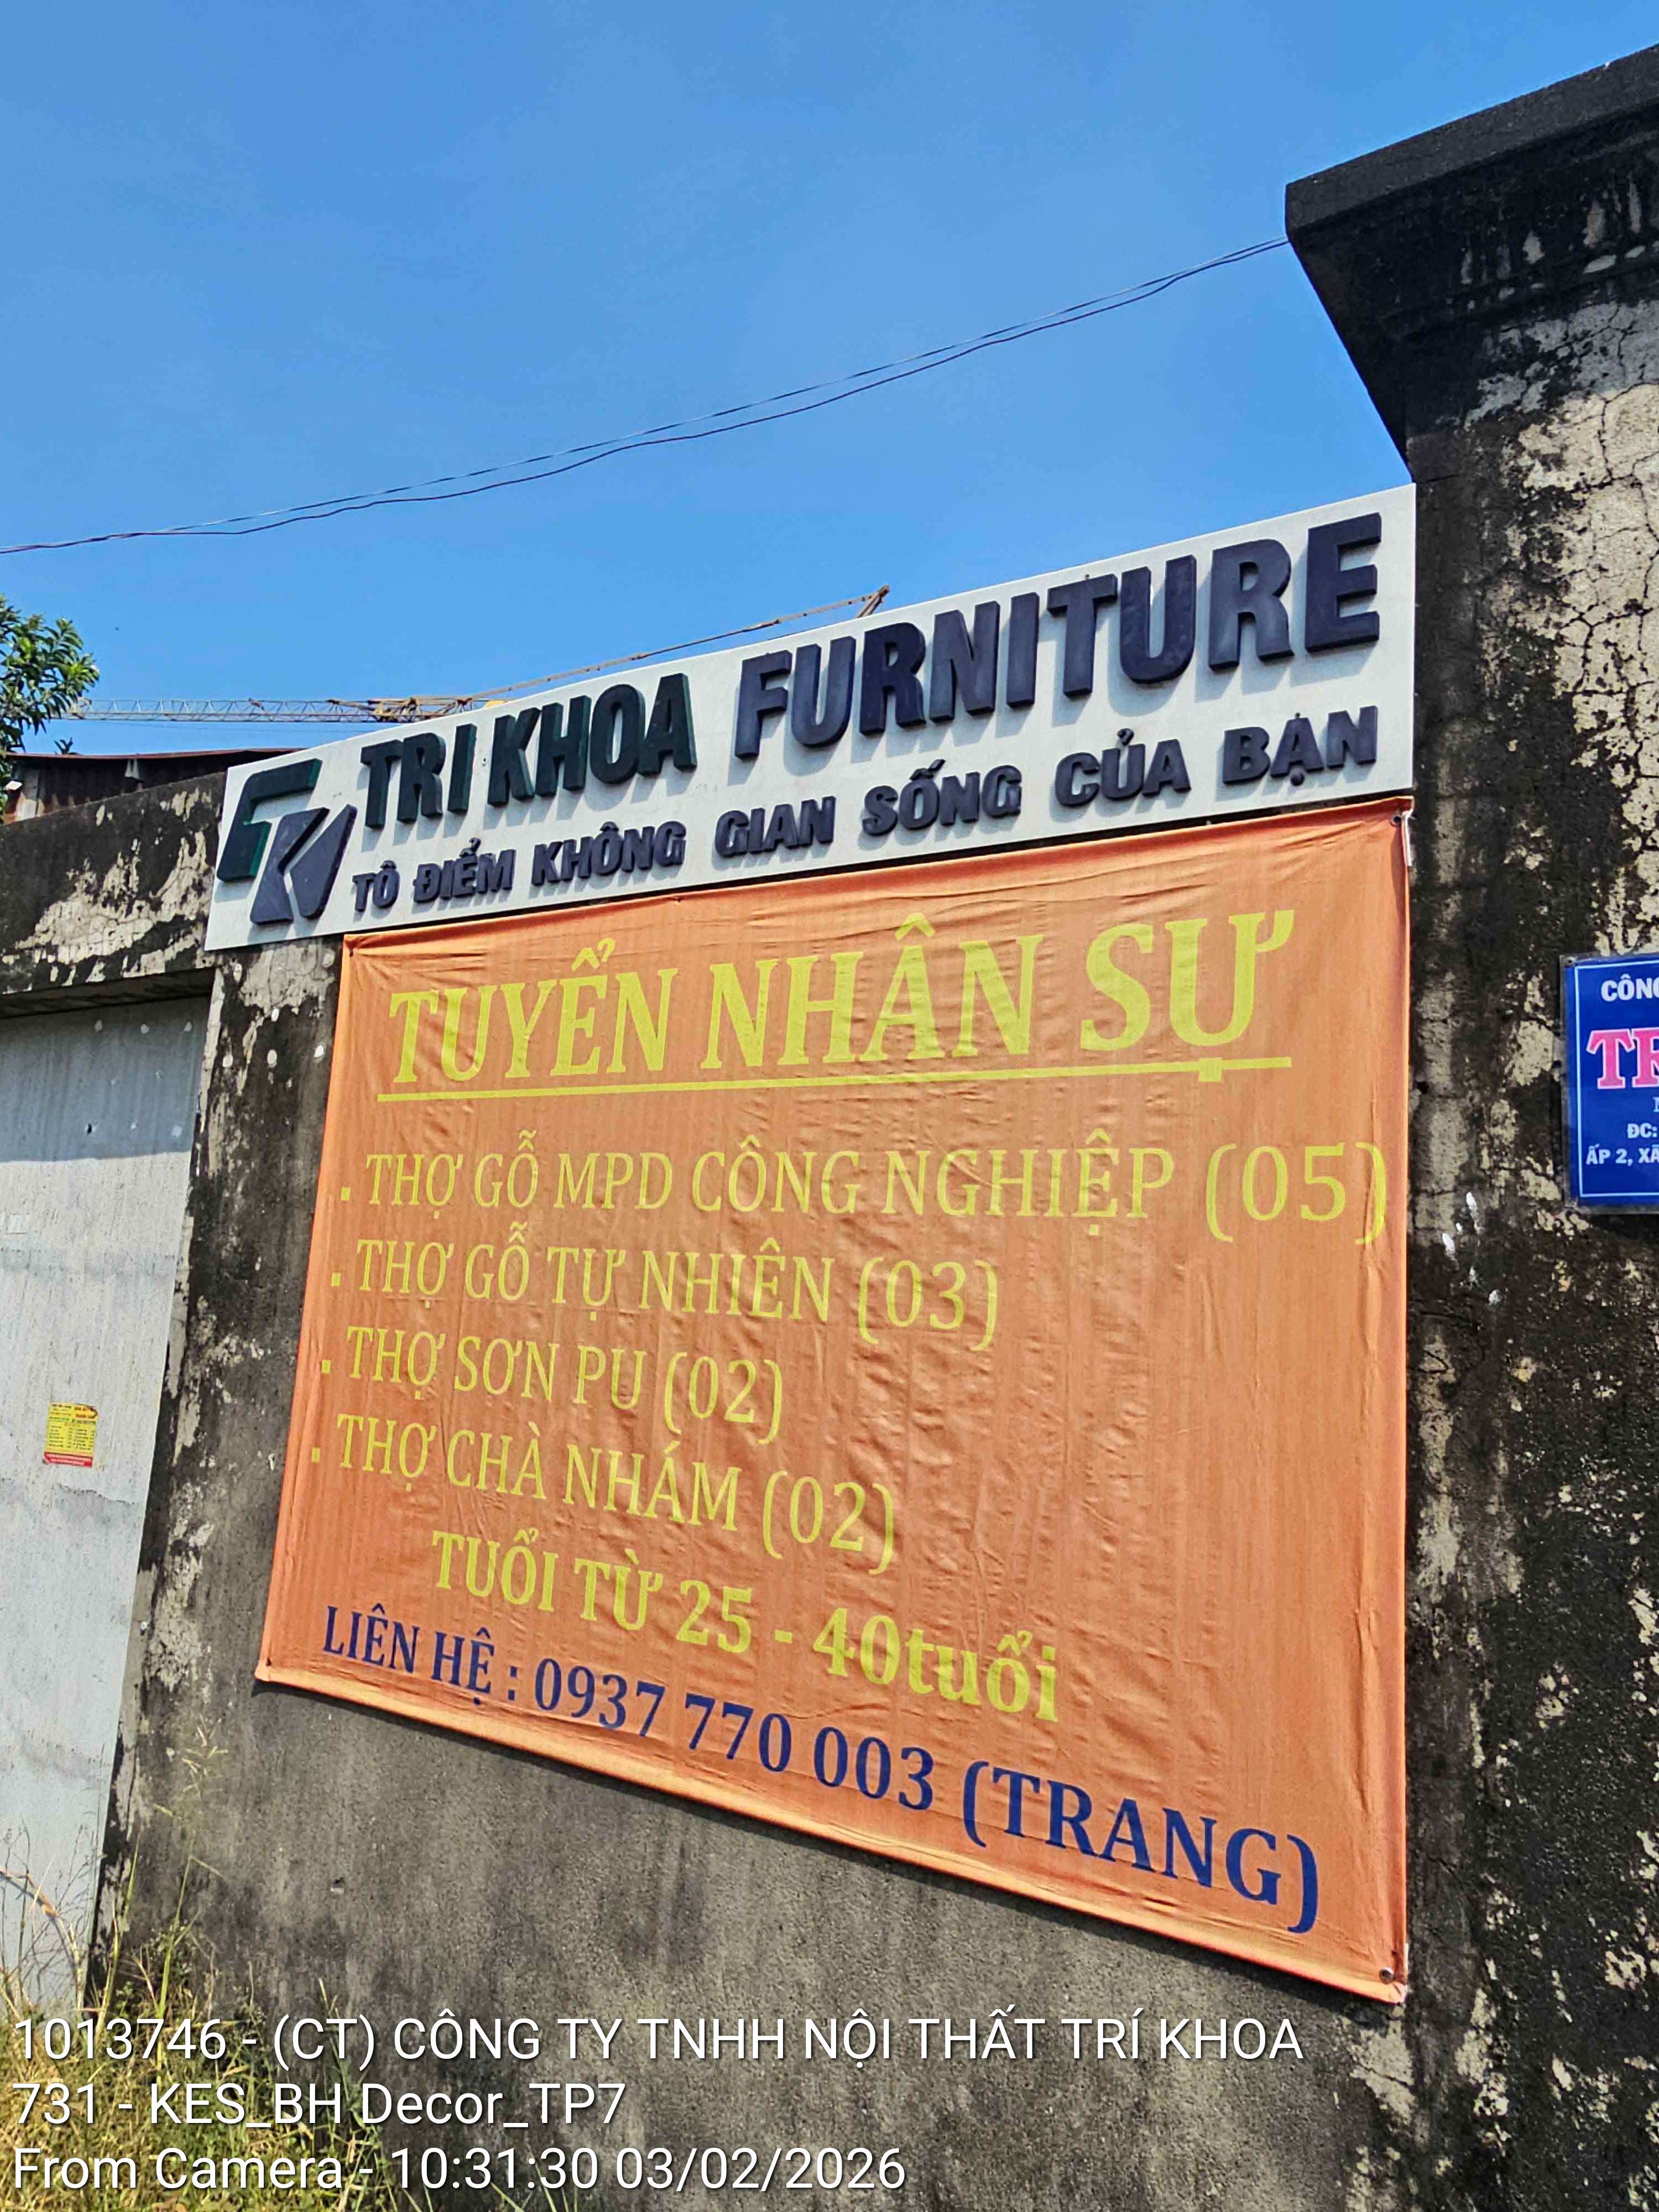 TRI KHOA FURNITURE
TÔ ĐIỂM KHÔNG GIAN SỐNG CỦA BẠN
TUYỂN NHÂN SỰ
. THỢ GỖ MPD CÔNG NGHIỆP (05)
. THỢ GỖ TỰ NHIÊN (03)
. THỢ SƠN PU (02)
. THỢ CHÀ NHÁM (02)
TUỔI TỪ 25 - 40tuổi
LIÊN HỆ : 0937 770 003 (TRANG)
CÔN
TR
ĐC:
ẤP 2, XÃ
1013746 - (CT) CÔNG TY TNHH NỘI THẤT TRÍ KHOA
731 - KES_BH Decor_TP7
From Camera - 10:31:30 03/02/2026